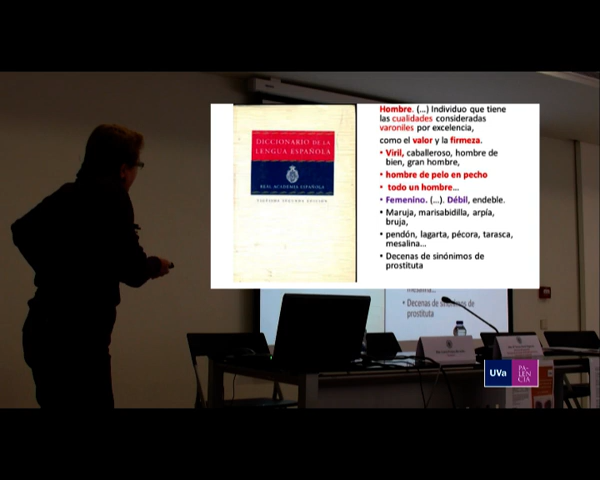 DICCIONARIO DE LA
LENGUA ESPAÑOLA
REAL ACADEMIA ESPAÑOLA
VIGÉSIMA SEGUNDA EDICIÓN
Hombre. (...) Individuo que tiene
las cualidades consideradas
varoniles por excelencia,
como el valor y la firmeza.
• Viril, caballeroso, hombre de
bien, gran hombre,
• hombre de pelo en pecho
• todo un hombre...
• Femenino. (...). Débil, endeble.
• Maruja, marisabidilla, arpía,
bruja,
• pendón, lagarta, pécora, tarasca,
mesalina...
• Decenas de sinónimos de
prostituta
mesalina...
• Decenas de sinónimos de
prostituta
UVa
PA-
LEN
CIA